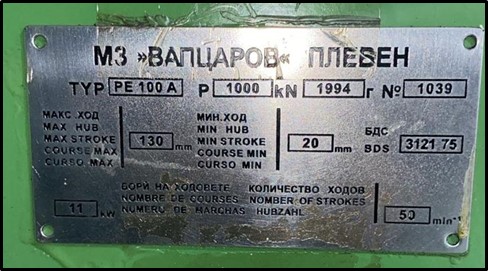 МЗ »ВАПЦАРОВ« ПЛЕВЕН
TYP PE 100 A P 1000 kN 1994 г № 1039
МАКС. ХОД
MAX HUB
MAX STROKE
COURSE MAX
CURSO MAX
130 mm
МИН. ХОД
MIN HUB
MIN STROKE
COURSE MIN
CURSO MIN
20 mm
БДС
BDS
3121 75
11 kW
БОРЙ НА ХОДОВЕТЕ КОЛИЧЕСТВО ХОДОВ
NOMBRE DE COURSES NOMBER OF STROKES
NUMERO DE MARCHAS HUBZAHL
50 min⁻¹